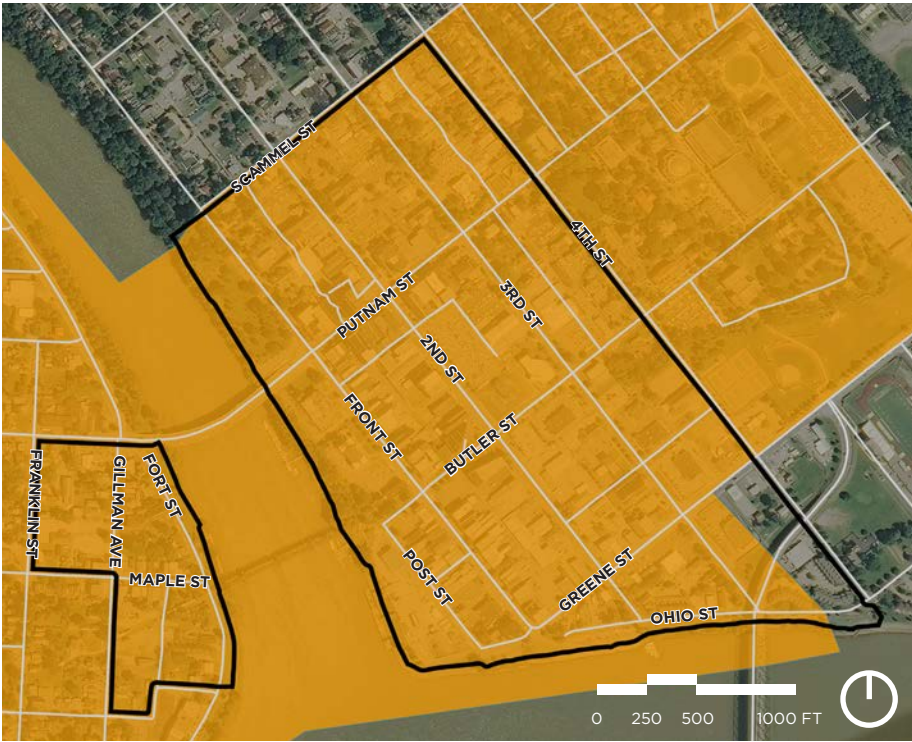 SCAMMEL ST
4TH ST
PUTNAM ST
3RD ST
2ND ST
FRONT ST
BUTLER ST
FRANKLIN ST
GILLMAN AVE
FORT ST
MAPLE ST
POST ST
GREENE ST
OHIO ST
0 250 500 1000 FT